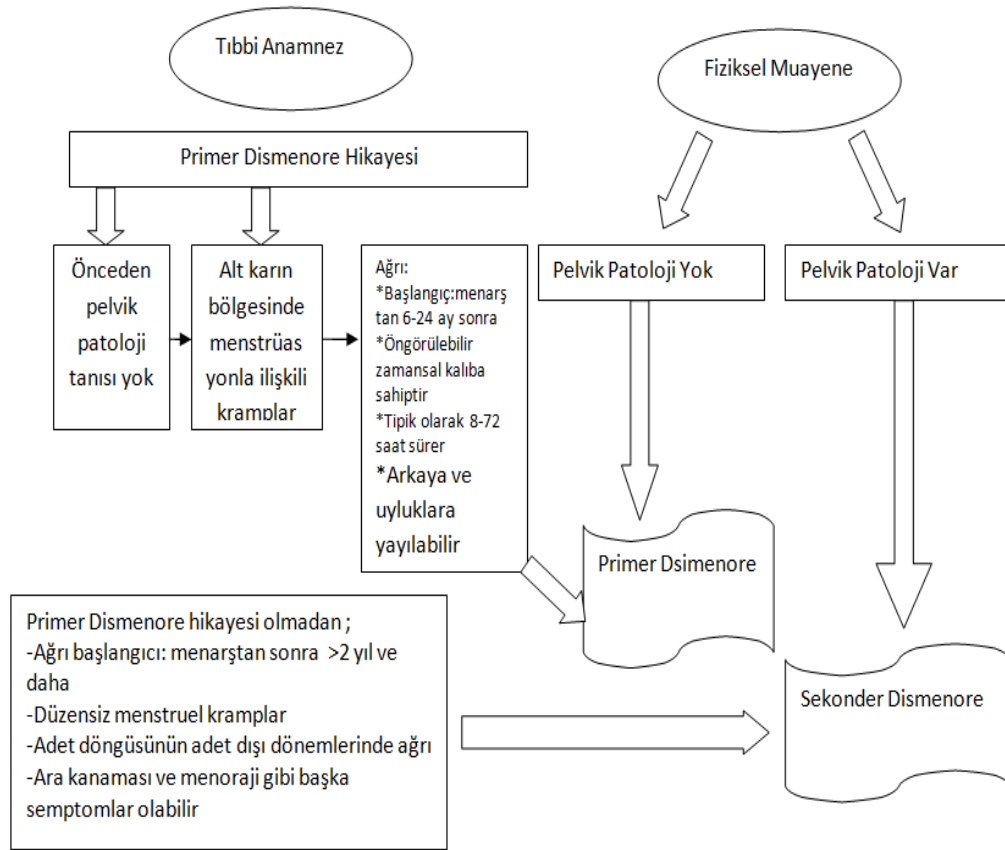 Tıbbi Anamnez
Fiziksel Muayene
Primer Dismenore Hikayesi
Önceden
pelvik
patoloji
tanısı yok
Alt karın
bölgesinde
menstrüas
yonla ilişkili
kramplar
Ağrı:
*Başlangıç:menarş
tan 6-24 ay sonra
*Öngörülebilir
zamansal kalıba
sahiptir
*Tipik olarak 8-72
saat sürer
*Arkaya ve
uyluklara
yayılabilir
Pelvik Patoloji Yok
Pelvik Patoloji Var
Primer Dsimenore
Primer Dismenore hikayesi olmadan ;
-Ağrı başlangıcı: menarştan sonra >2 yıl ve
daha
-Düzensiz menstruel kramplar
-Adet döngüsünün adet dışı dönemlerinde ağrı
-Ara kanaması ve menoraji gibi başka
semptomlar olabilir
Sekonder Dismenore